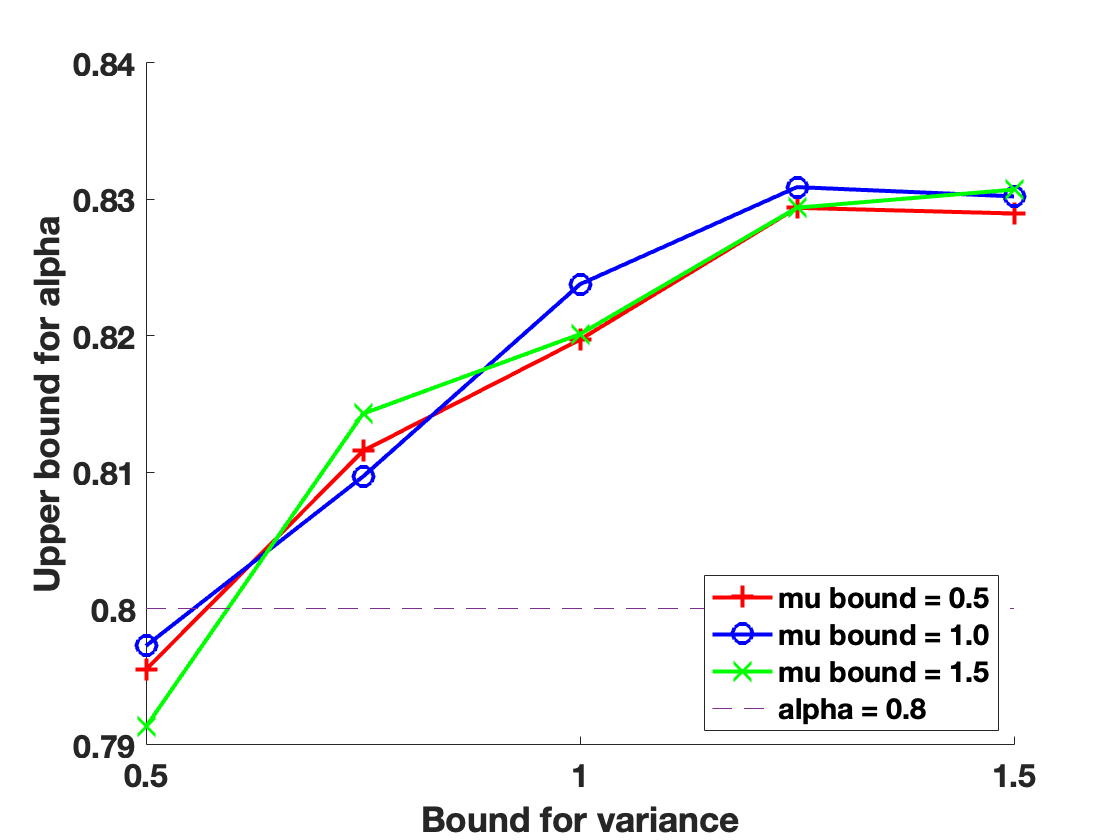 0.84
0.83
0.82
0.81
0.8
0.79
Upper bound for alpha
mu bound = 0.5
mu bound = 1.0
mu bound = 1.5
alpha = 0.8
0.5
1
1.5
Bound for variance